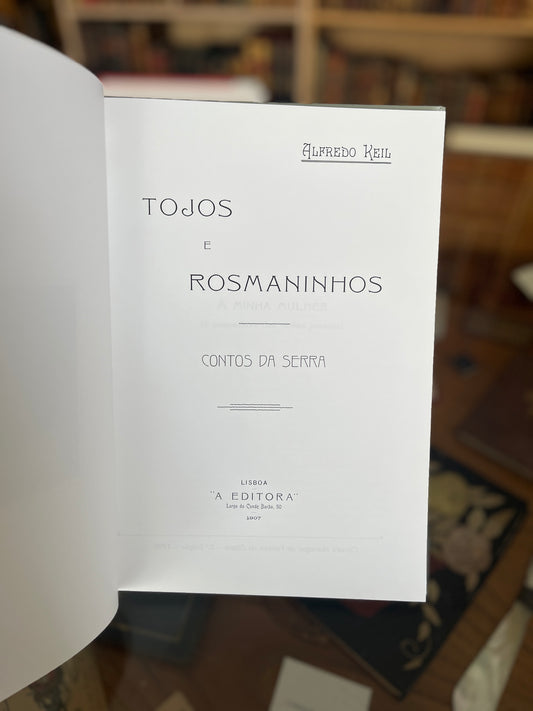 ALFREDO KEIL
TOJOS
E
ROSMANINHOS
A MINHA MULHER
CONTOS DA SERRA
LISBOA
"A EDITORA"
Largo do Conde Barão, 50
1907